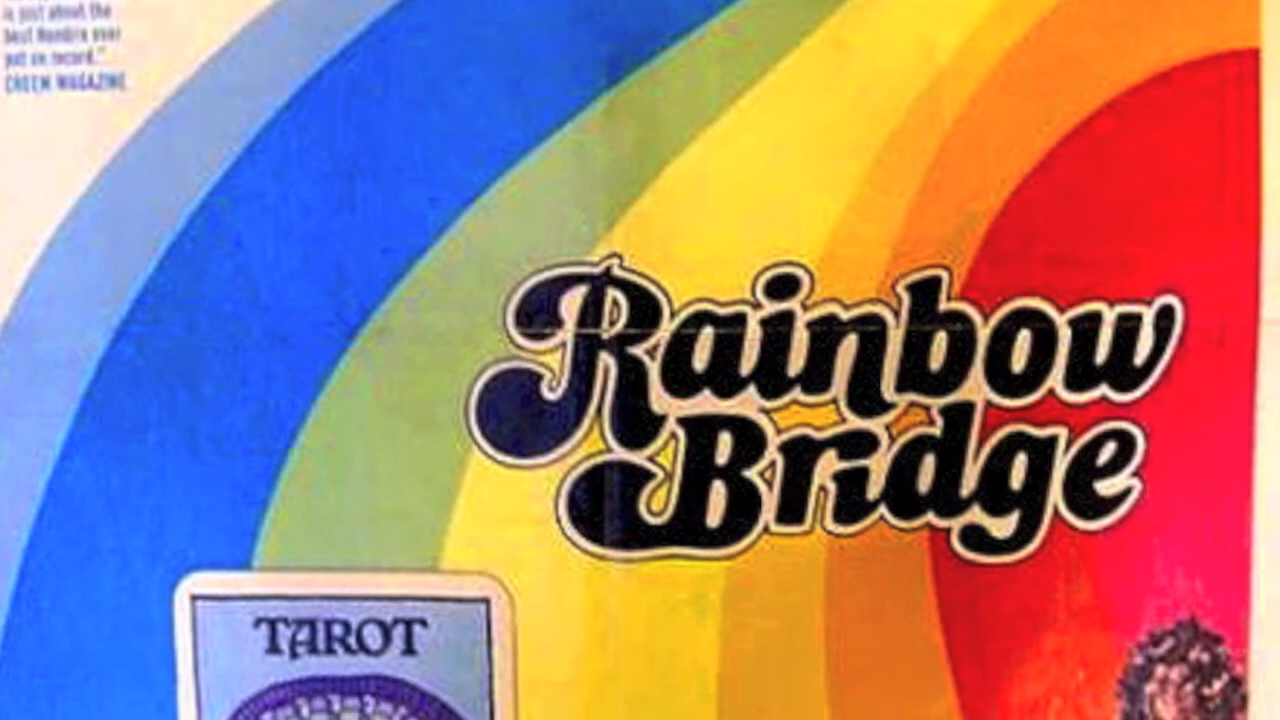 is just about the
best Hendrix ever
put on record."
CREEM MAGAZINE
Rainbow
Bridge
TAROT